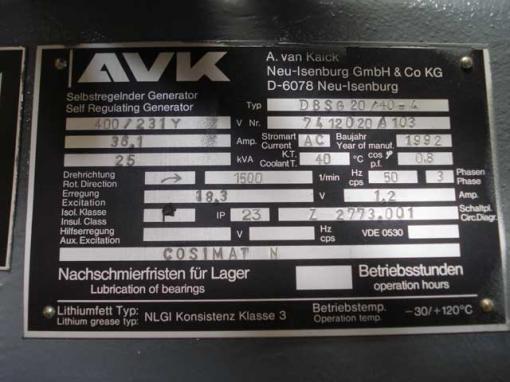 AVK
A. van Kaick
Neu-Isenburg GmbH & Co KG
D-6078 Neu-Isenburg
Selbstregelnder Generator
Self Regulating Generator
Typ DBSG 20/40-4
400/231Y V Nr. 7412020A103
Amp. Stromart Current AC Baujahr Year of manuf. 1992
25 kVA K.T. Coolant T. 40 °C cos φ p.f. 0.8
Drehrichtung Rot. Direction → 1500 1/min Hz cps 50 3 Phasen Phase
Erregung Excitation 18,3 V 1,2 Amp.
Isol. Klasse Insul. Class IP 23 Z 2773.001 Schaltpl. Circ.Diagr.
Hilfserregung Aux. Excitation V Hz cps VDE 0530
COSIMAT N
Nachschmierfristen für Lager Betriebsstunden
Lubrication of bearings operation hours
Lithiumfett Typ: NLGI Konsistenz Klasse 3 Betriebstemp. -30/+120°C
Lithium grease typ: Operation temp.